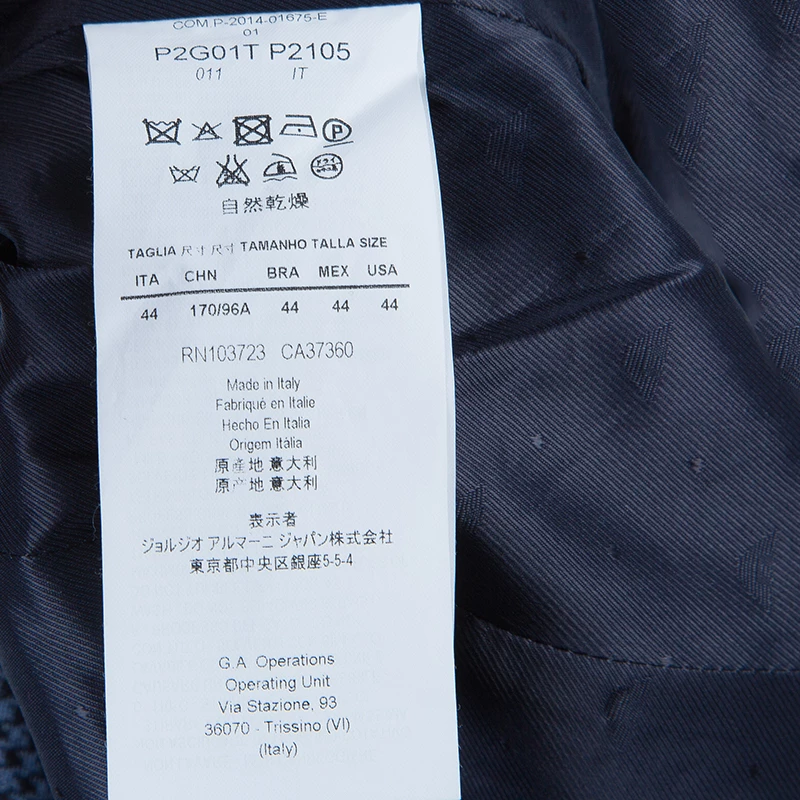 COM P-2014-01675-E
01
P2G01T P2105
011 IT
P
ドライ
自然乾燥
TAGLIA 尺寸 尺寸 TAMANHO TALLA SIZE
ITA CHN BRA MEX USA
44 170/96A 44 44 44
RN103723 CA37360
Made in Italy
Fabriqué en Italie
Hecho En Italia
Origem Itália
原産地 意大利
原产地 意大利
表示者
ジョルジオ アルマーニ ジャパン株式会社
東京都中央区銀座5-5-4
G.A Operations
Operating Unit
Via Stazione, 93
36070 - Trissino (VI)
(Italy)